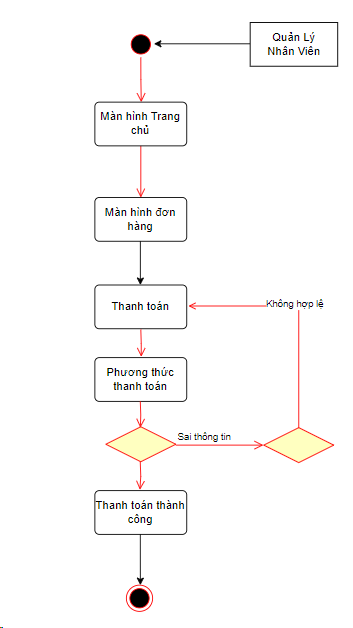 Quản Lý
Nhân Viên
Màn hình Trang
chủ
Màn hình đơn
hàng
Thanh toán
Không hợp lệ
Phương thức
thanh toán
Sai thông tin
Thanh toán thành
công